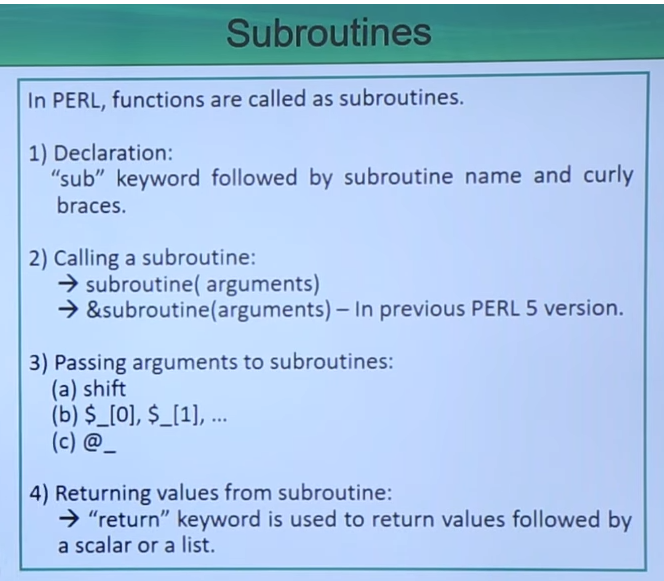 Subroutines
In PERL, functions are called as subroutines.
1) Declaration:
“sub” keyword followed by subroutine name and curly
braces.
2) Calling a subroutine:
→ subroutine( arguments)
→ &subroutine(arguments) – In previous PERL 5 version.
3) Passing arguments to subroutines:
(a) shift
(b) $_[0], $_[1], ...
(c) @_
4) Returning values from subroutine:
→ “return” keyword is used to return values followed by
a scalar or a list.